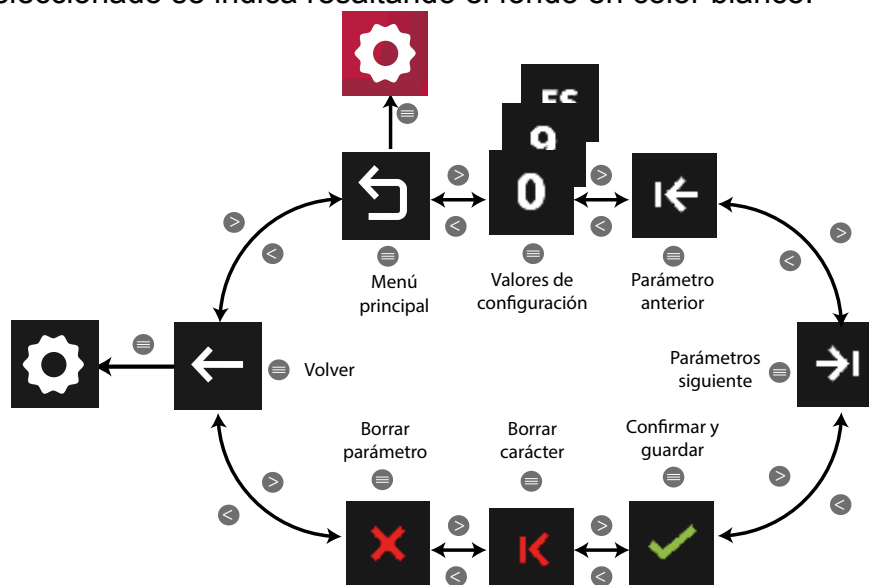 eleccionado se indica resaltando el fondo en color blanco.
9
0
Menú
principal
Valores de
configuración
Parámetro
anterior
Volver
Parámetros
siguiente
Borrar
parámetro
Borrar
carácter
Confirmar y
guardar